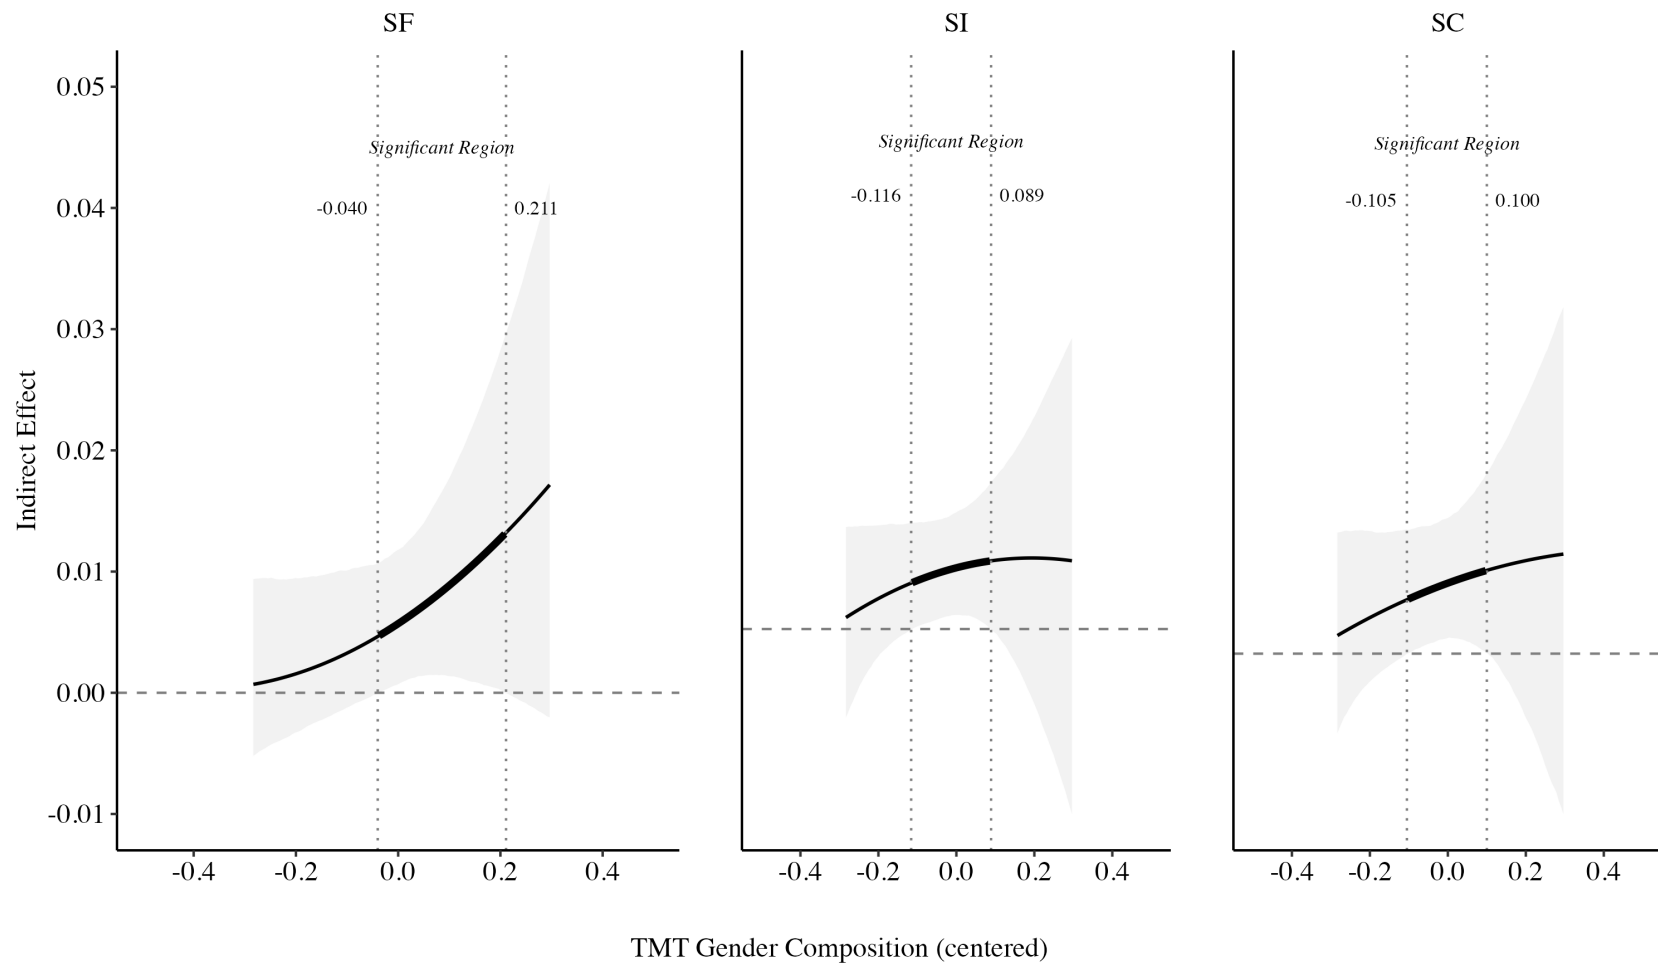 SF
SI
SC
0.05
0.04
0.03
0.02
0.01
0.00
-0.01
Indirect Effect
Significant Region
-0.040
0.211
Significant Region
-0.116
0.089
Significant Region
-0.105
0.100
-0.4 -0.2 0.0 0.2 0.4
-0.4 -0.2 0.0 0.2 0.4
-0.4 -0.2 0.0 0.2 0.4
TMT Gender Composition (centered)